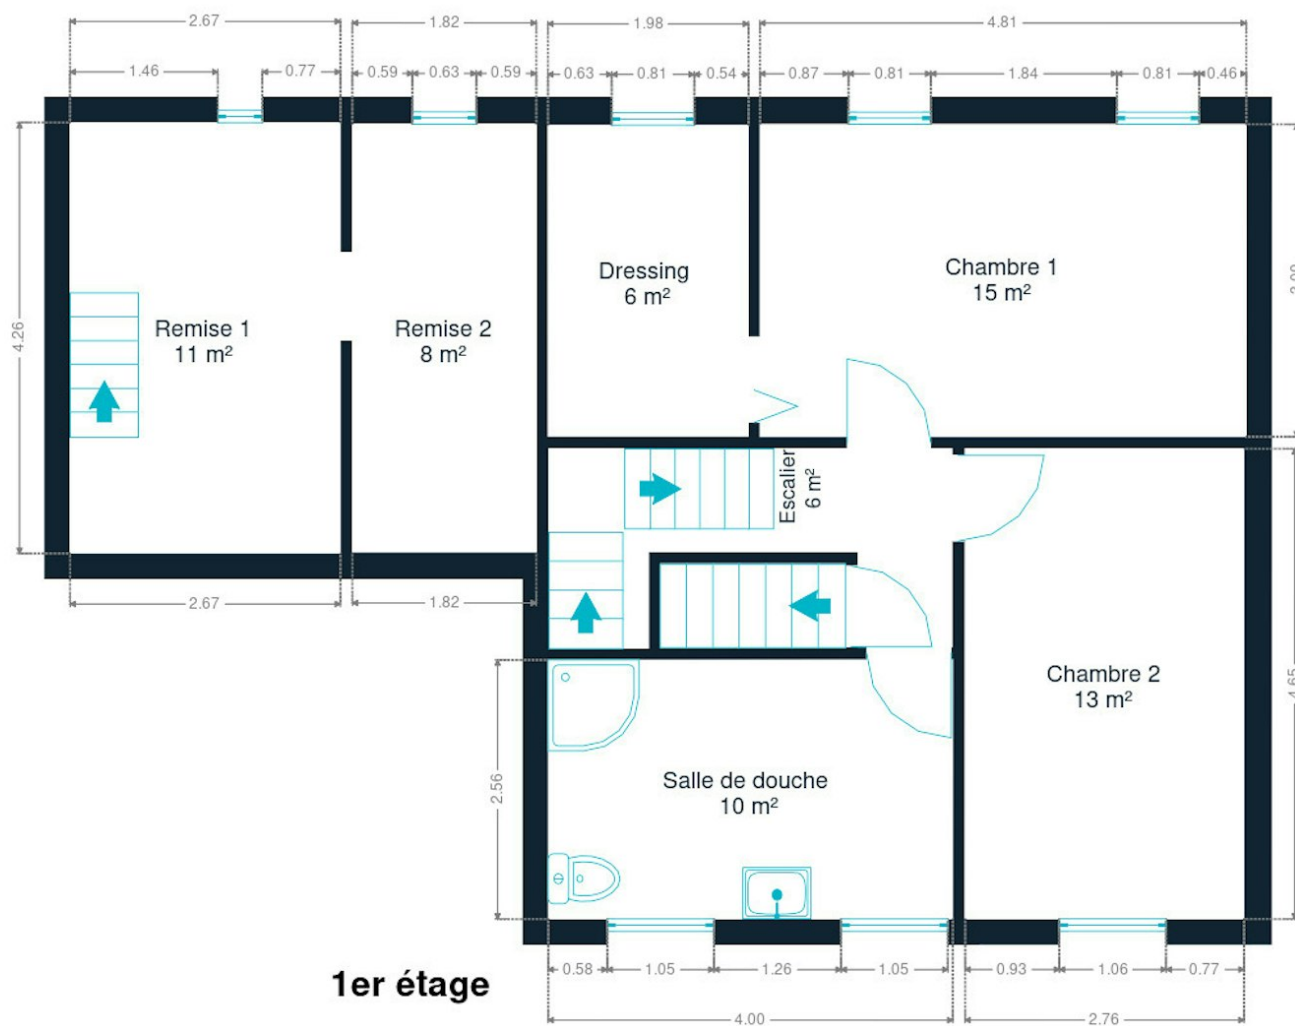 2.67
1.82
1.98
4.81
1.46
0.77
0.59
0.63
0.59
0.63
0.81
0.54
0.87
0.81
1.84
0.81
0.46
4.26
Remise 1
11 m²
Remise 2
8 m²
Dressing
6 m²
Chambre 1
15 m²
Escalier
6 m²
2.67
1.82
Chambre 2
13 m²
4.65
2.56
Salle de douche
10 m²
0.58
1.05
1.26
1.05
0.93
1.06
0.77
1er étage
4.00
2.76